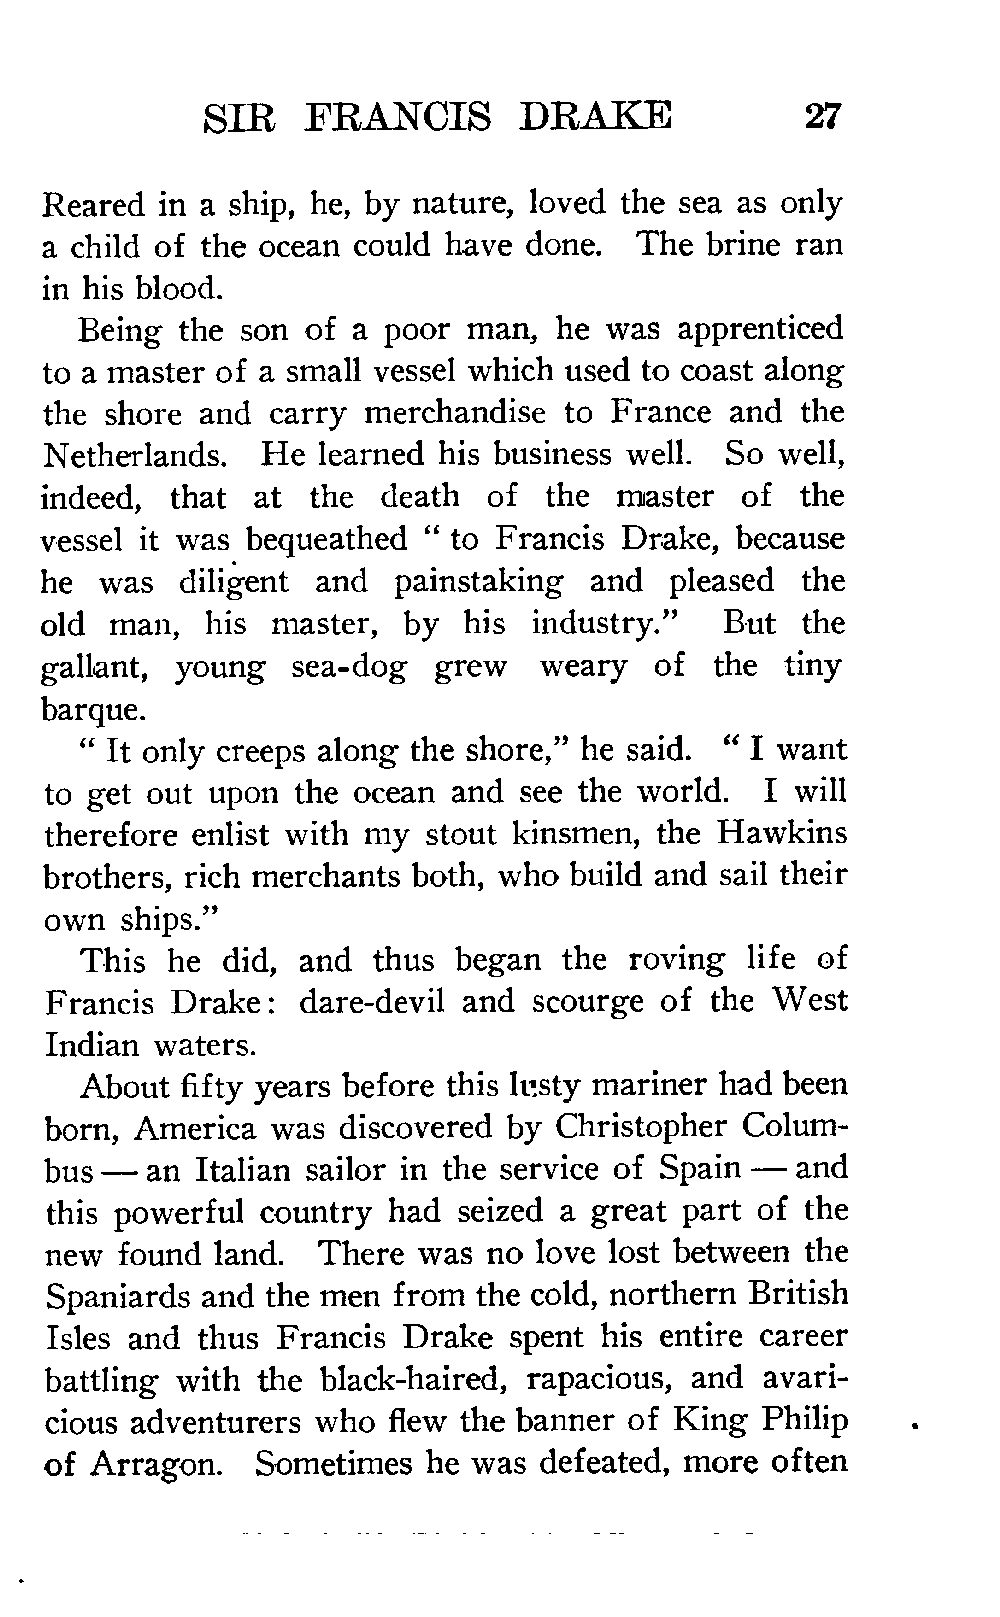 SIR FRANCIS DRAKE 27
Reared in a ship, he, by nature, loved the sea as only
a child of the ocean could have done. The brine ran
in his blood.
Being the son of a poor man, he was apprenticed
to a master of a small vessel which used to coast along
the shore and carry merchandise to France and the
Netherlands. He learned his business well. So well,
indeed, that at the death of the master of the
vessel it was bequeathed “ to Francis Drake, because
he was diligent and painstaking and pleased the
old man, his master, by his industry.” But the
gallant, young sea-dog grew weary of the tiny
barque.
“ It only creeps along the shore,” he said. “ I want
to get out upon the ocean and see the world. I will
therefore enlist with my stout kinsmen, the Hawkins
brothers, rich merchants both, who build and sail their
own ships.”
This he did, and thus began the roving life of
Francis Drake: dare-devil and scourge of the West
Indian waters.
About fifty years before this lusty mariner had been
born, America was discovered by Christopher Colum-
bus — an Italian sailor in the service of Spain — and
this powerful country had seized a great part of the
new found land. There was no love lost between the
Spaniards and the men from the cold, northern British
Isles and thus Francis Drake spent his entire career
battling with the black-haired, rapacious, and avari-
cious adventurers who flew the banner of King Philip
of Arragon. Sometimes he was defeated, more often